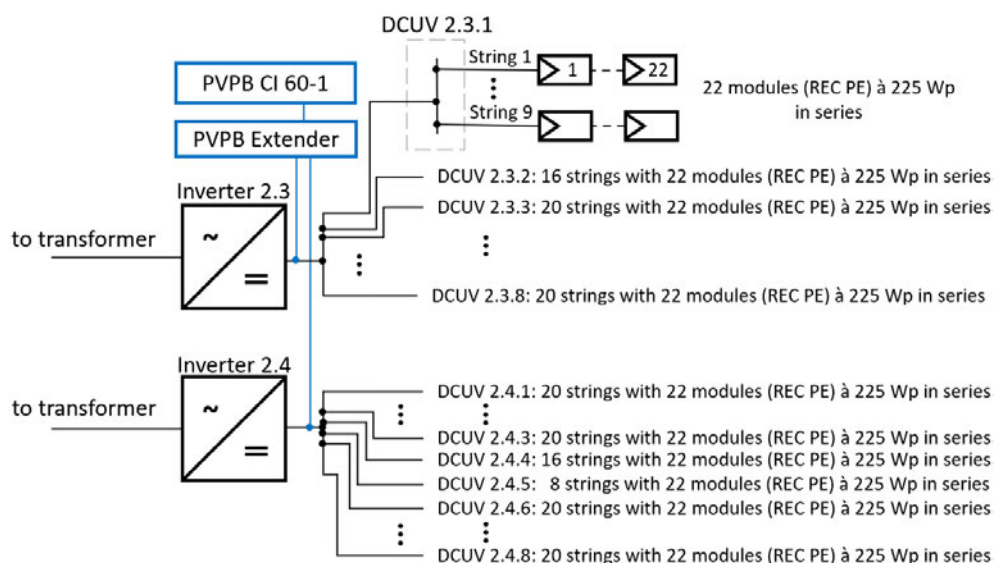 DCUV 2.3.1
String 1
1
22
PVPB CI 60-1
22 modules (REC PE) à 225 Wp
in series
String 9
PVPB Extender
DCUV 2.3.2: 16 strings with 22 modules (REC PE) à 225 Wp in series
Inverter 2.3
DCUV 2.3.3: 20 strings with 22 modules (REC PE) à 225 Wp in series
to transformer
~
=
DCUV 2.3.8: 20 strings with 22 modules (REC PE) à 225 Wp in series
Inverter 2.4
DCUV 2.4.1: 20 strings with 22 modules (REC PE) à 225 Wp in series
to transformer
~
=
DCUV 2.4.3: 20 strings with 22 modules (REC PE) à 225 Wp in series
DCUV 2.4.4: 16 strings with 22 modules (REC PE) à 225 Wp in series
DCUV 2.4.5: 8 strings with 22 modules (REC PE) à 225 Wp in series
DCUV 2.4.6: 20 strings with 22 modules (REC PE) à 225 Wp in series
DCUV 2.4.8: 20 strings with 22 modules (REC PE) à 225 Wp in series